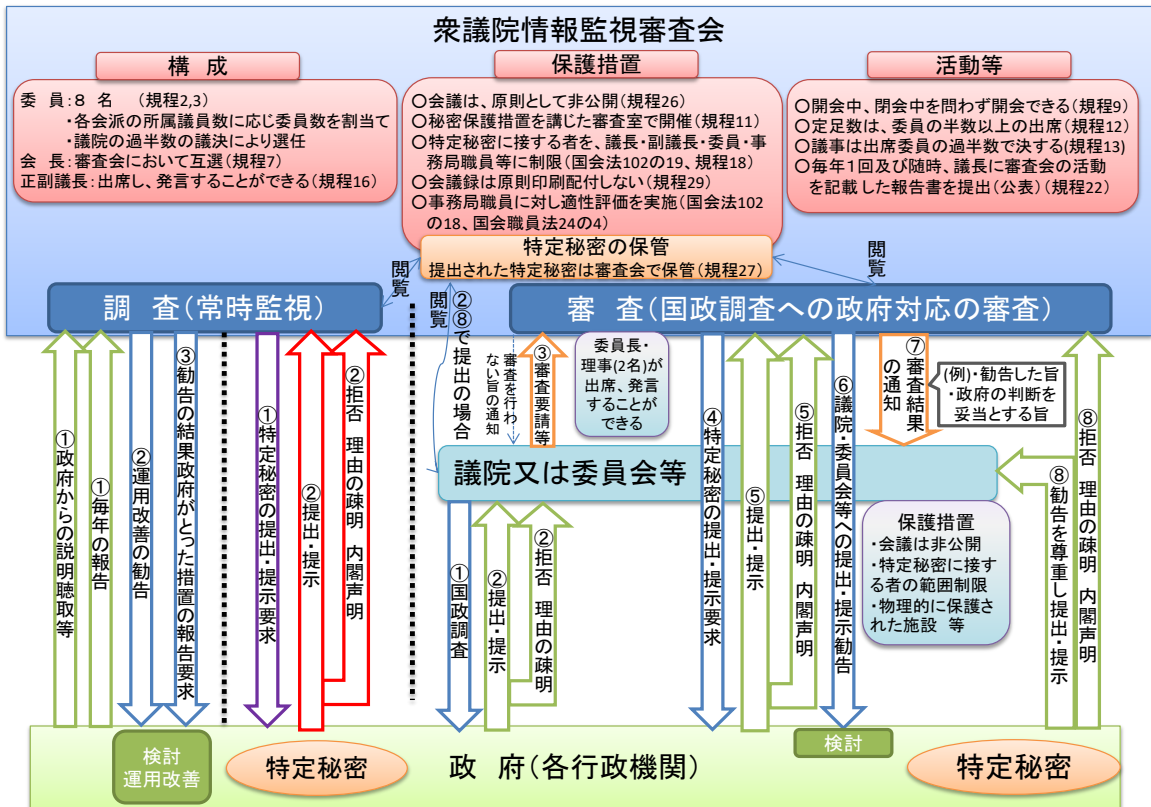 衆議院情報監視審査会
構 成
委 員:8 名 (規程2,3)
・各会派の所属議員数に応じ委員数を割当て
・議院の過半数の議決により選任
会 長:審査会において互選(規程7)
正副議長:出席し、発言することができる(規程16)
保護措置
○会議は、原則として非公開(規程26)
○秘密保護措置を講じた審査室で開催(規程11)
○特定秘密に接する者を、議長・副議長・委員・事
務局職員等に制限(国会法102の19、規程18)
○会議録は原則印刷配付しない(規程29)
○事務局職員に対し適性評価を実施(国会法102
の18、国会職員法24の4)
活動等
○開会中、閉会中を問わず開会できる(規程9)
○定足数は、委員の半数以上の出席(規程12)
○議事は出席委員の過半数で決する(規程13)
○毎年1回及び随時、議長に審査会の活動
を記載した報告書を提出(公表)(規程22)
特定秘密の保管
提出された特定秘密は審査会で保管(規程27)
閲覧
閲覧
閲覧
②⑧で提出の場合
調 査(常時監視)
審 査(国政調査への政府対応の審査)
①政府からの説明聴取等
①毎年の報告
②運用改善の勧告
③勧告の結果政府がとった措置の報告要求
①特定秘密の提出・提示要求
②提出・提示
②拒否 理由の疎明 内閣声明
審査を行わ
ない旨の通知
③審査要請等
委員長・
理事(2名)が
出席、発言
することが
できる
④特定秘密の提出・提示要求
⑤提出・提示
⑤拒否 理由の疎明 内閣声明
⑥議院・委員会等への提出・提示勧告
⑦審査結果
の通知
(例)・勧告した旨
・政府の判断を
妥当とする旨
⑧勧告を尊重し提出・提示
⑧拒否 理由の疎明 内閣声明
議院又は委員会等
①国政調査
②提出・提示
②拒否 理由の疎明
保護措置
・会議は非公開
・特定秘密に接す
る者の範囲制限
・物理的に保護さ
れた施設 等
検討
運用改善
特定秘密
政 府(各行政機関)
検討
特定秘密